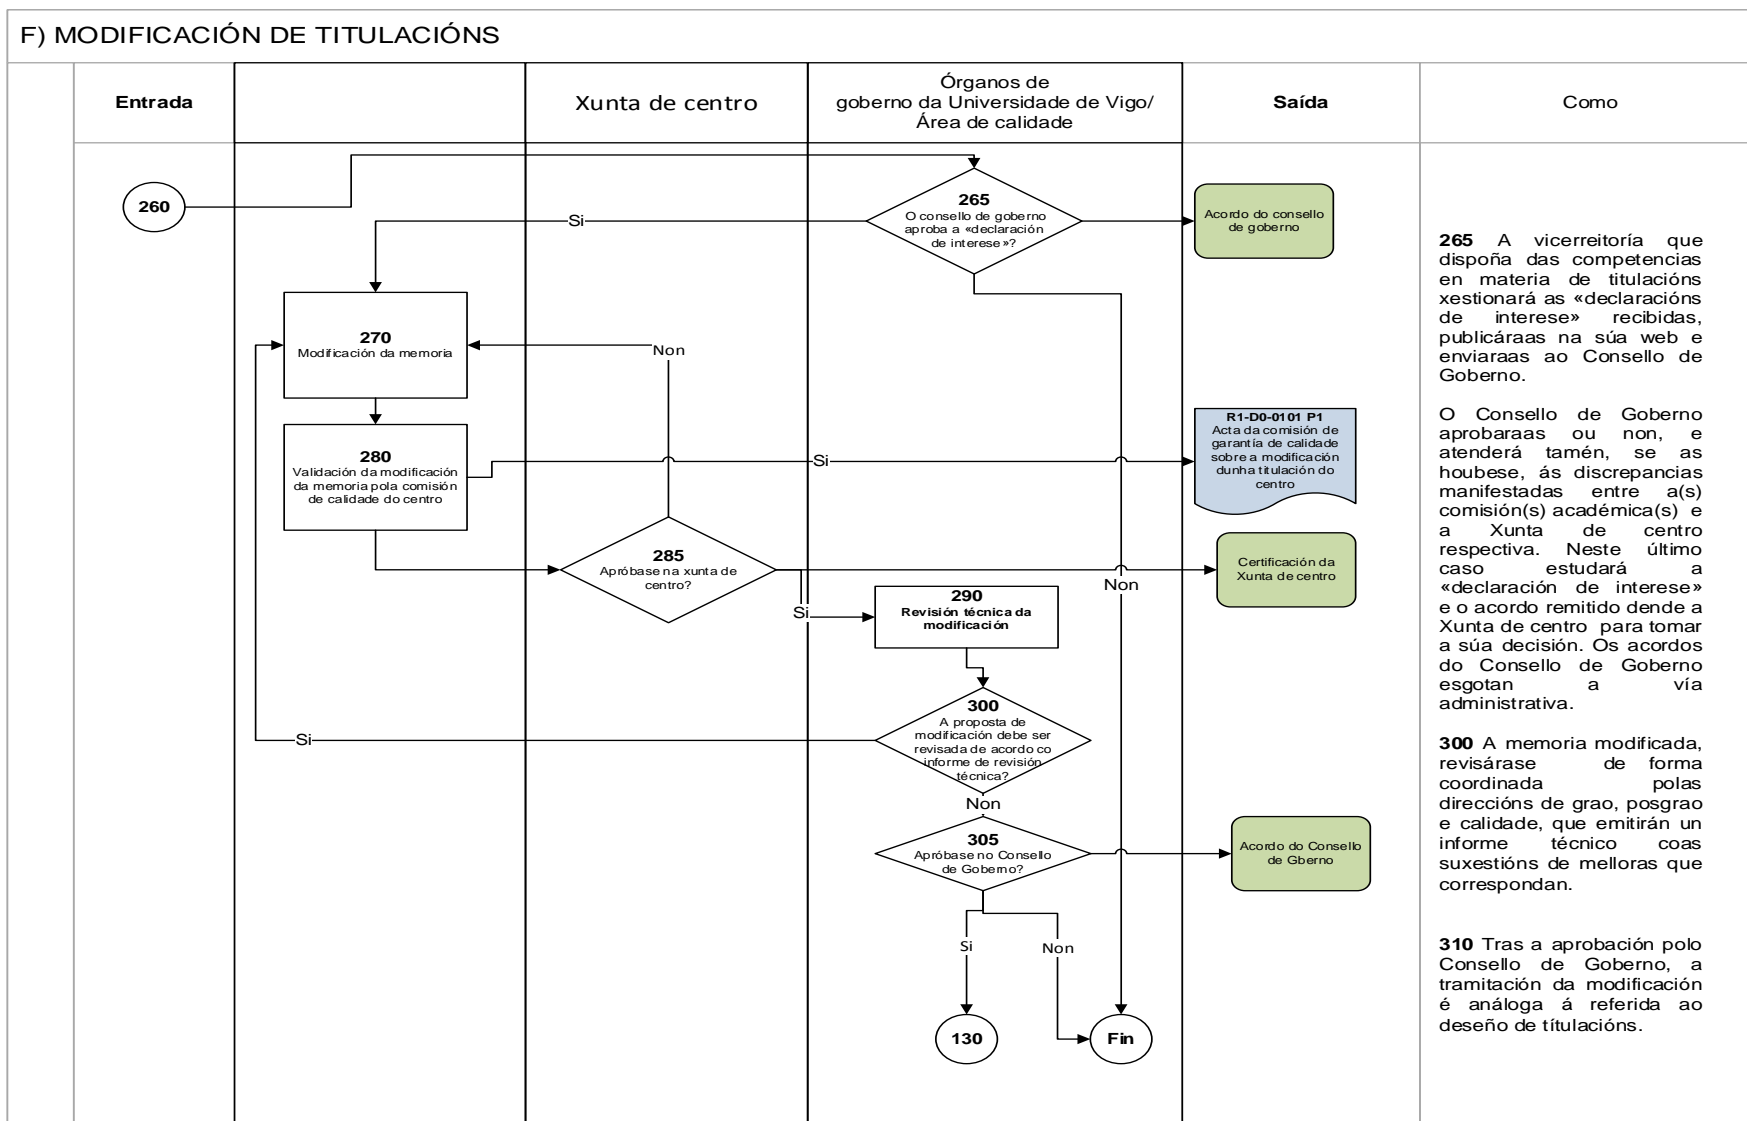 F) MODIFICACIÓN DE TITULACIÓNS
Entrada
Xunta de centro
Órganos de
goberno da Universidade de Vigo/
Área de calidade
Saída
Como
260
265
O consello de goberno
aproba a «declaración
de interese»?
Si
Acordo do consello
de goberno
270
Modificación da memoria
Non
280
Validación da modificación
da memoria pola comisión
de calidade do centro
Si
R1-D0-0101 P1
Acta da comisión de
garantía de calidade
sobre a modificación
dunha titulación do
centro
285
Apróbase na xunta de
centro?
Certificación da
Xunta de centro
Non
Si
290
Revisión técnica da
modificación
300
A proposta de
modificación debe ser
revisada de acordo co
informe de revisión
técnica?
Si
Non
305
Apróbase no Consello
de Goberno?
Acordo do Consello
de Gberno
Si
Non
130
Fin
265 A vicerreitoría que
dispoña das competencias
en materia de titulacións
xestionará as «declaracións
de interese» recibidas,
publicáraas na súa web e
enviaraas ao Consello de
Goberno.
O Consello de Goberno
aprobaraas ou non, e
atenderá tamén, se as
houbese, ás discrepancias
manifestadas entre a(s)
comisión(s) académica(s) e
a Xunta de centro
respectiva. Neste último
caso estudará a
«declaración de interese»
e o acordo remitido dende a
Xunta de centro para tomar
a súa decisión. Os acordos
do Consello de Goberno
esgotan a vía
administrativa.
300 A memoria modificada,
revisárase de forma
coordinada polas
direccións de grao, posgrao
e calidade, que emitirán un
informe técnico coas
suxestións de melloras que
correspondan.
310 Tras a aprobación polo
Consello de Goberno, a
tramitación da modificación
é análoga á referida ao
deseño de títulacións.